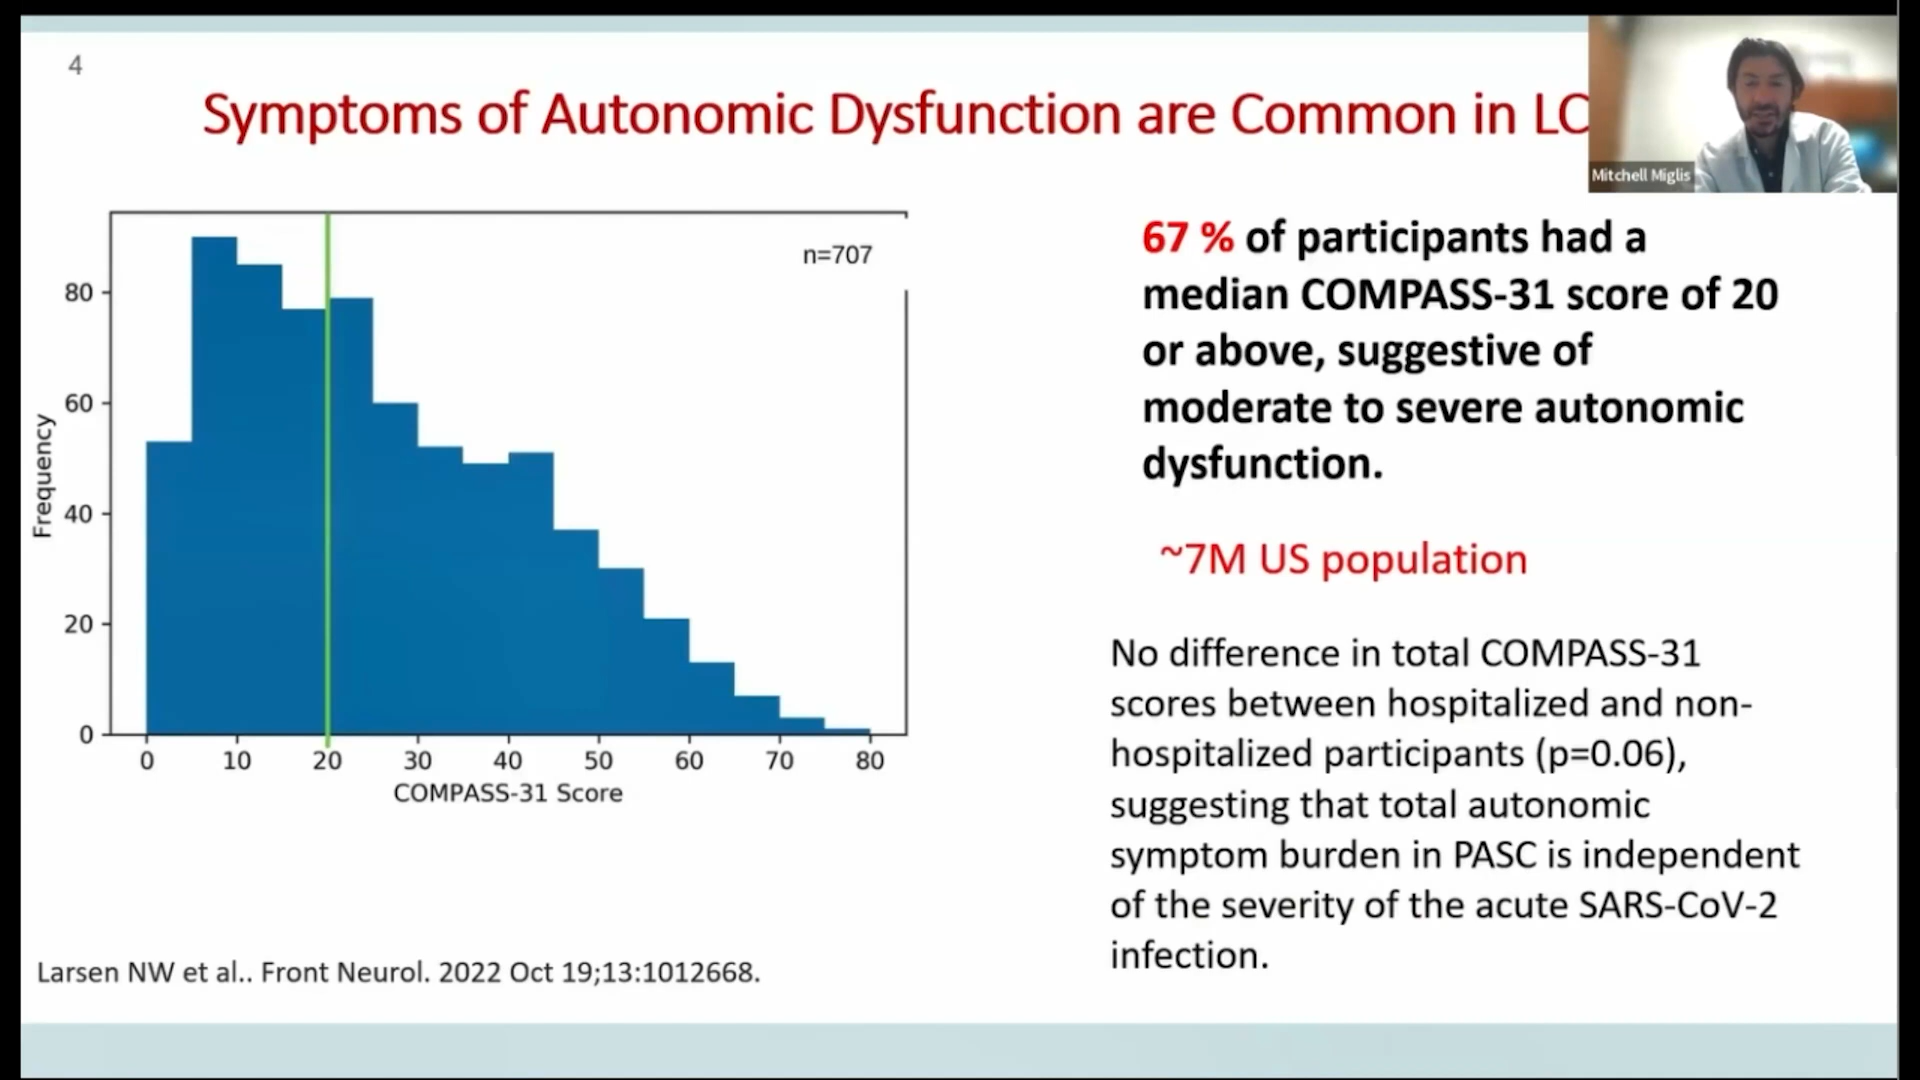 4
Symptoms of Autonomic Dysfunction are Common in LC
Mitchell Miglis
n=707
80
60
40
20
0
Frequency
0 10 20 30 40 50 60 70 80
COMPASS-31 Score
67 % of participants had a
median COMPASS-31 score of 20
or above, suggestive of
moderate to severe autonomic
dysfunction.
~7M US population
No difference in total COMPASS-31
scores between hospitalized and non-
hospitalized participants (p=0.06),
suggesting that total autonomic
symptom burden in PASC is independent
of the severity of the acute SARS-CoV-2
infection.
Larsen NW et al.. Front Neurol. 2022 Oct 19;13:1012668.